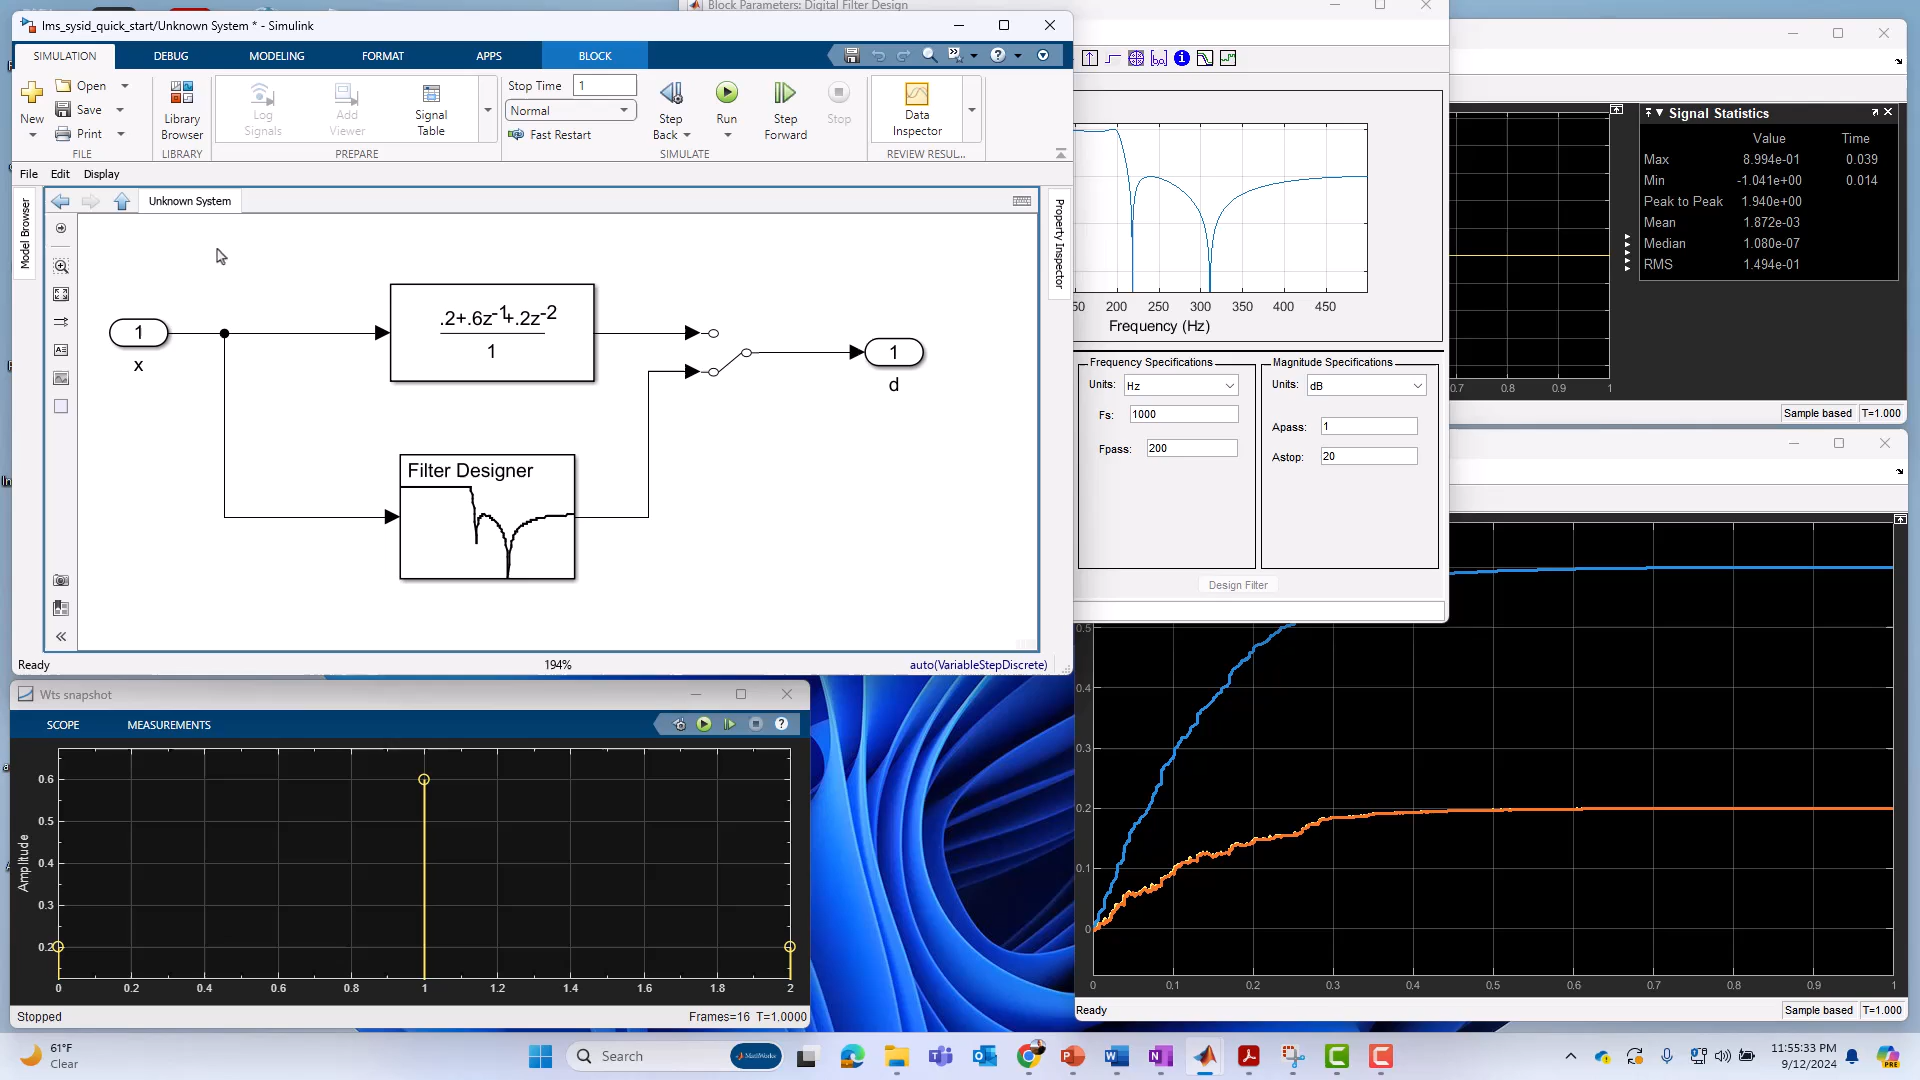 lms_sysid_quick_start/Unknown System * - Simulink
SIMULATION
DEBUG
MODELING
FORMAT
APPS
BLOCK
New
Open
Save
Print
FILE
Library
Browser
LIBRARY
Log
Signals
Add
Viewer
Signal
Table
PREPARE
Stop Time 1
Normal
Fast Restart
Step
Back
Run
Step
Forward
Stop
SIMULATE
Data
Inspector
REVIEW RESUL...
File Edit Display
Model Browser
Unknown System
Property Inspector
1
x
.2+.6z-1+.2z-2
1
1
d
Filter Designer
Ready
194%
auto(VariableStepDiscrete)
Block Parameters: Digital Filter Design
200 250 300 350 400 450
Frequency (Hz)
Frequency Specifications
Units: Hz
Fs: 1000
Fpass: 200
Magnitude Specifications
Units: dB
Apass: 1
Astop: 20
Design Filter
Signal Statistics
Value Time
Max 8.994e-01 0.039
Min -1.041e+00 0.014
Peak to Peak 1.940e+00
Mean 1.872e-03
Median 1.080e-07
RMS 1.494e-01
0.7 0.8 0.9 1
Sample based T=1.000
0.5
0.4
0.3
0.2
0.1
0
0 0.1 0.2 0.3 0.4 0.5 0.6 0.7 0.8 0.9 1
Ready
Sample based T=1.000
Wts snapshot
SCOPE
MEASUREMENTS
Amplitude
0.6
0.5
0.4
0.3
0.2
0 0.2 0.4 0.6 0.8 1 1.2 1.4 1.6 1.8 2
Stopped
Frames=16 T=1.0000
61°F
Clear
Search
MathWorks
11:55:33 PM
9/12/2024